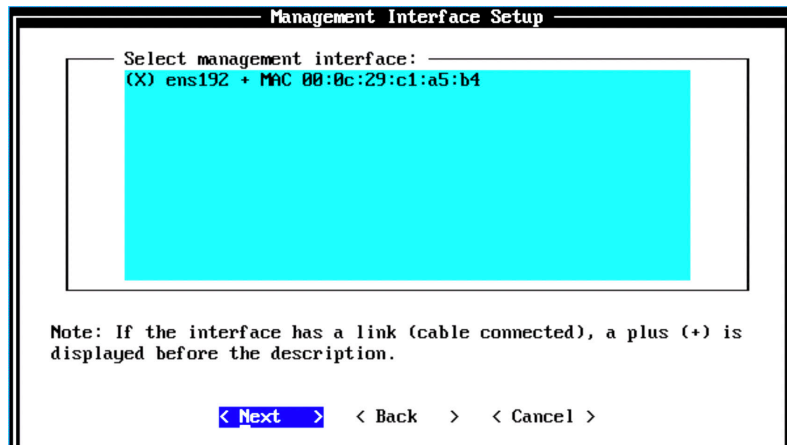 Management Interface Setup
Select management interface:
(X) ens192 + MAC 00:0c:29:c1:a5:b4
Note: If the interface has a link (cable connected), a plus (+) is
displayed before the description.
< Next > < Back > < Cancel >